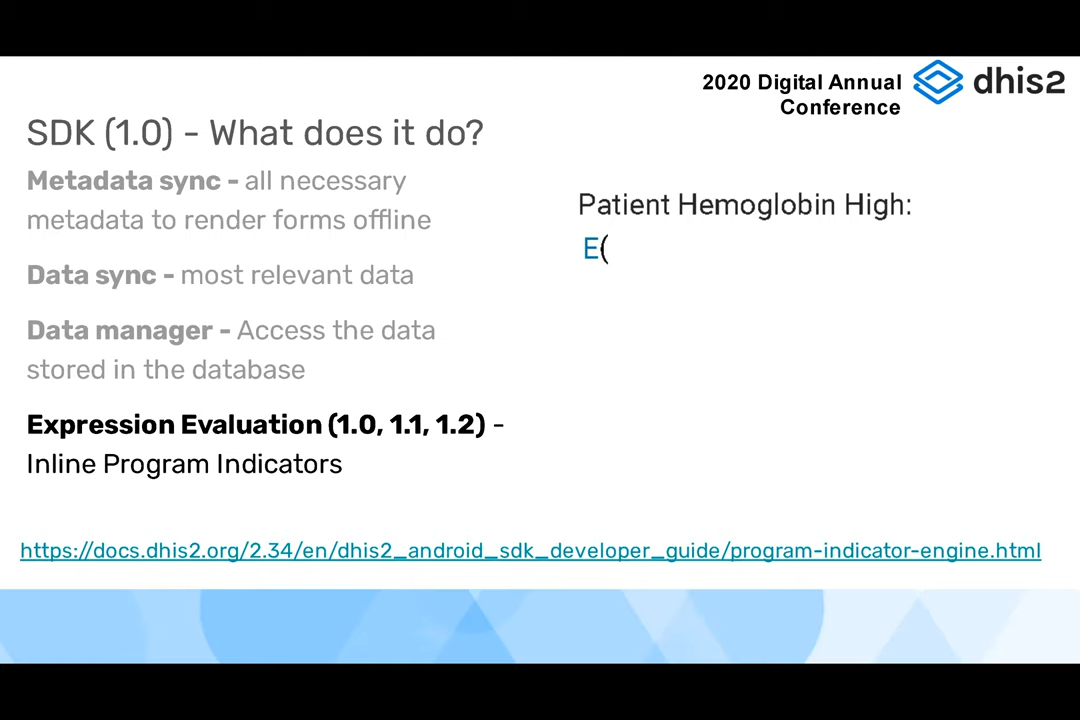 2020 Digital Annual
Conference
dhis2
SDK (1.0) - What does it do?
Metadata sync - all necessary
metadata to render forms offline
Data sync - most relevant data
Data manager - Access the data
stored in the database
Expression Evaluation (1.0, 1.1, 1.2) -
Inline Program Indicators
Patient Hemoglobin High:
E(
https://docs.dhis2.org/2.34/en/dhis2_android_sdk_developer_guide/program-indicator-engine.html